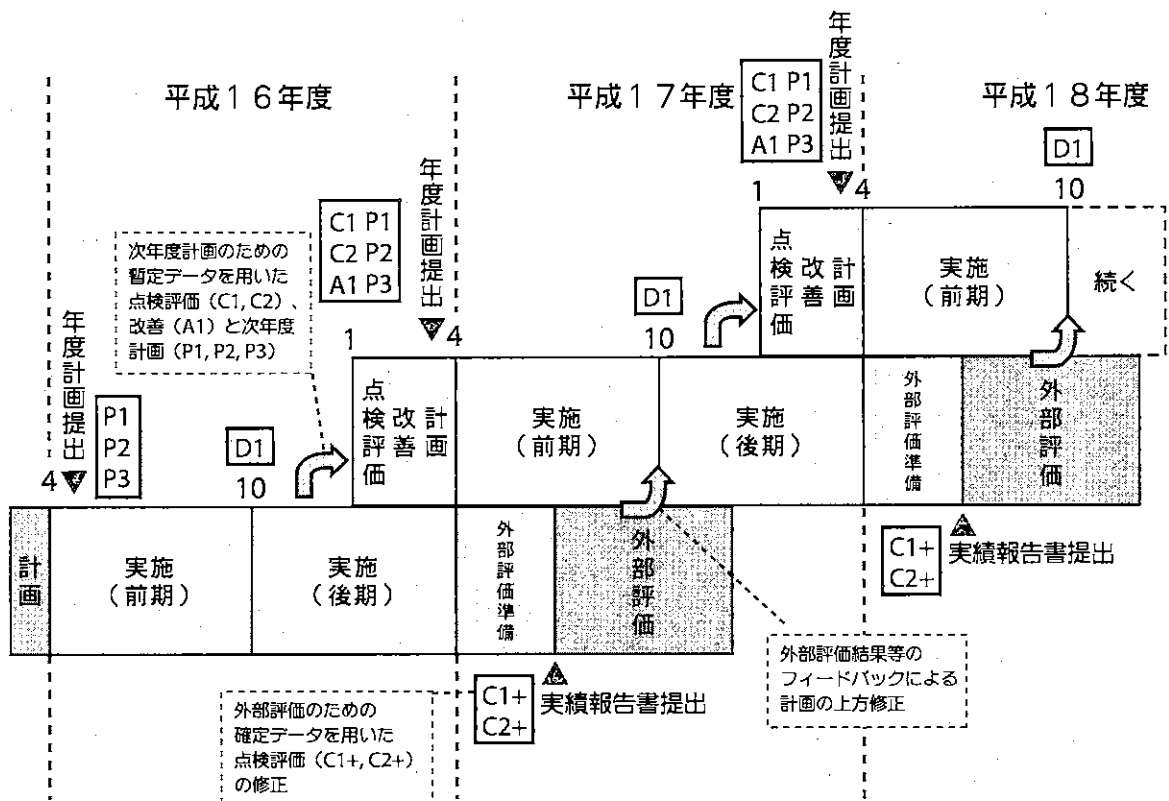 平成16年度
平成17年度
平成18年度
年度計画提出
C1 P1
C2 P2
A1 P3
D1
1
4
10
点検評価
改善
計画
実施
(前期)
続く
年度計画提出
C1 P1
C2 P2
A1 P3
次年度計画のための
暫定データを用いた
点検評価(C1, C2)、
改善(A1)と次年度
計画(P1, P2, P3)
D1
1
4
10
点検評価
改善
計画
実施
(前期)
実施
(後期)
外部評価準備
外部評価
年度計画提出
P1
P2
P3
D1
4
10
計画
実施
(前期)
実施
(後期)
外部評価準備
外部評価
C1+
C2+
実績報告書提出
外部評価結果等の
フィードバックによる
計画の上方修正
C1+
C2+
実績報告書提出
外部評価のための
確定データを用いた
点検評価(C1+, C2+)
の修正